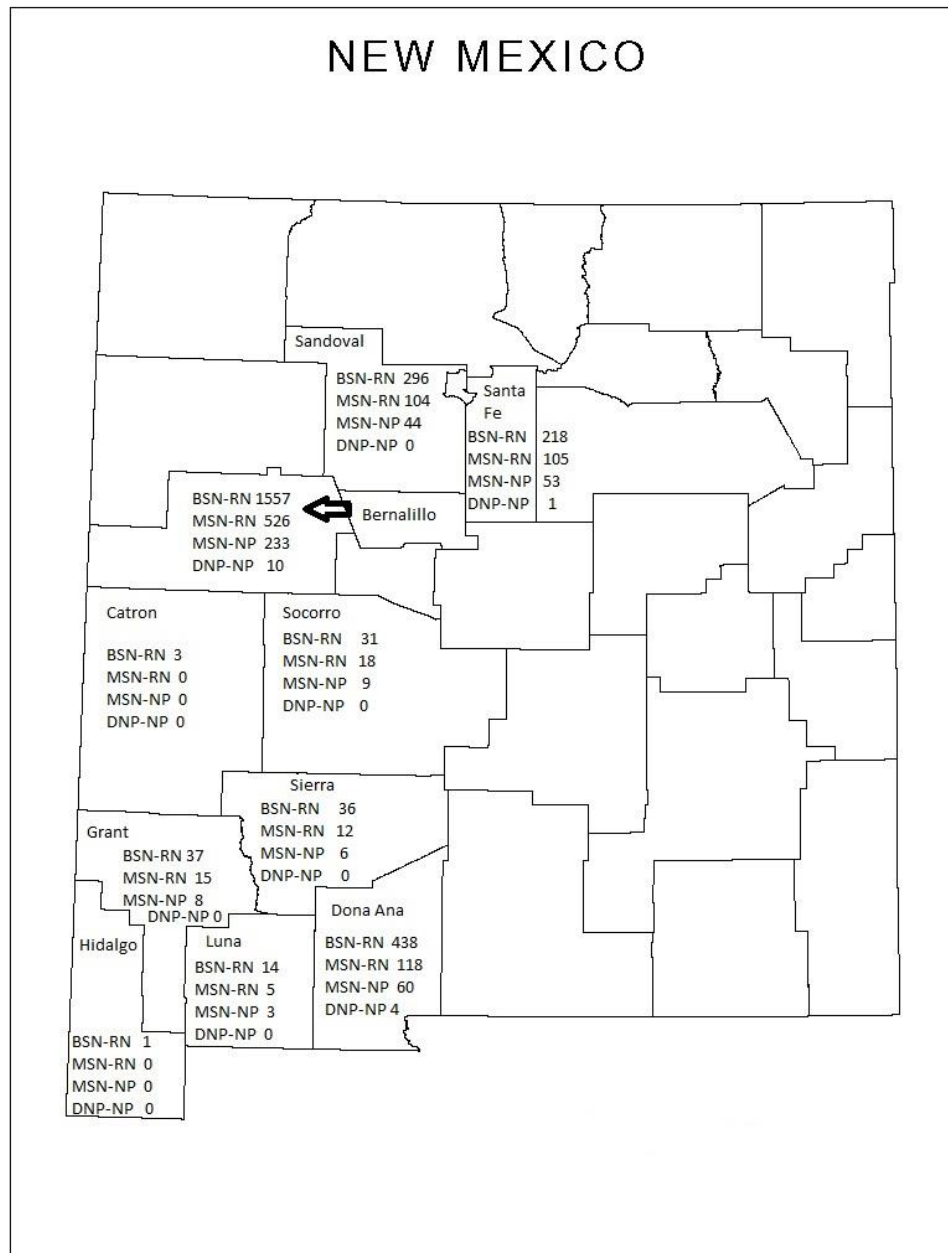 NEW MEXICO
Sandoval
BSN-RN 296
MSN-RN 104
MSN-NP 44
DNP-NP 0
Santa
Fe
BSN-RN 218
MSN-RN 105
MSN-NP 53
DNP-NP 1
BSN-RN 1557
MSN-RN 526
MSN-NP 233
DNP-NP 10
Bernalillo
Catron
BSN-RN 3
MSN-RN 0
MSN-NP 0
DNP-NP 0
Socorro
BSN-RN 31
MSN-RN 18
MSN-NP 9
DNP-NP 0
Sierra
BSN-RN 36
MSN-RN 12
MSN-NP 6
DNP-NP 0
Grant
BSN-RN 37
MSN-RN 15
MSN-NP 8
DNP-NP 0
Hidalgo
BSN-RN 1
MSN-RN 0
MSN-NP 0
DNP-NP 0
Luna
BSN-RN 14
MSN-RN 5
MSN-NP 3
DNP-NP 0
Dona Ana
BSN-RN 438
MSN-RN 118
MSN-NP 60
DNP-NP 4